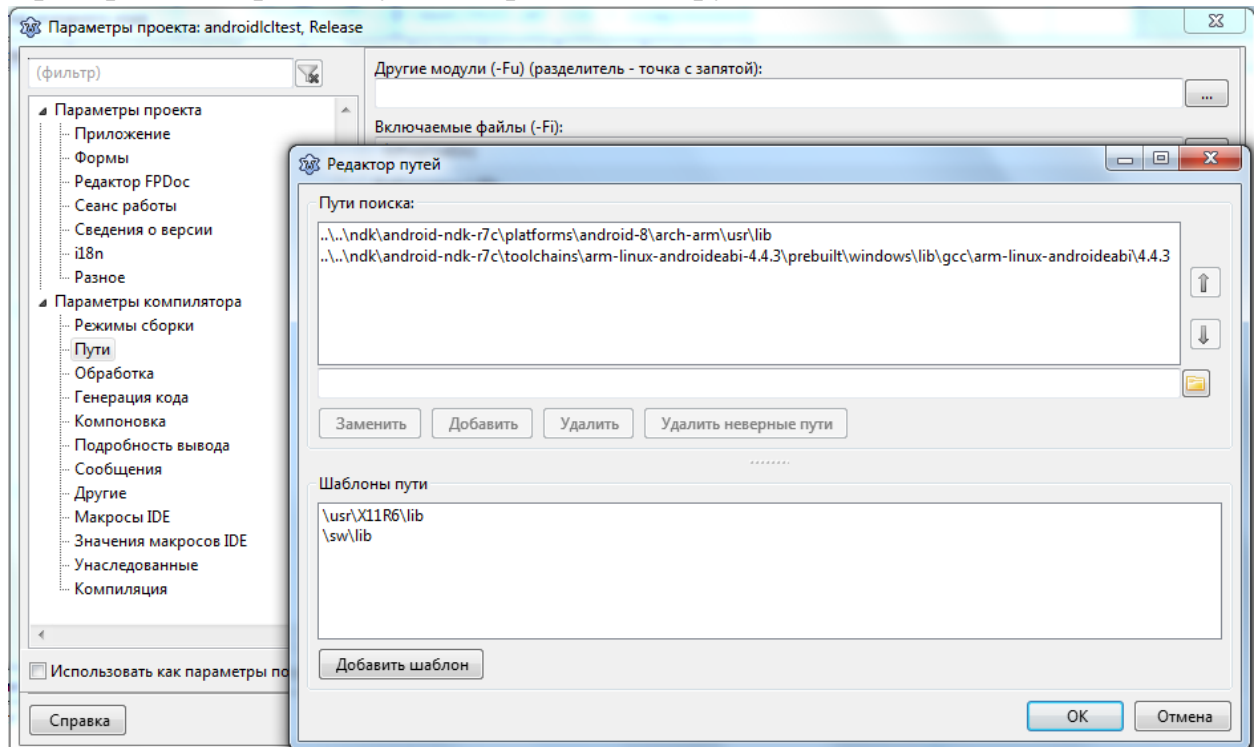 Параметры проекта: androidlcltest, Release
(фильтр)
Другие модули (-Fu) (разделитель - точка с запятой):
...
Параметры проекта
Приложение
Включаемые файлы (-Fi):
Формы
Редактор FPDoc
Сеанс работы
Сведения о версии
i18n
Разное
Параметры компилятора
Режимы сборки
Пути
Обработка
Генерация кода
Компоновка
Подробность вывода
Сообщения
Другие
Макросы IDE
Значения макросов IDE
Унаследованные
Компиляция
Использовать как параметры по
Справка
Редактор путей
Пути поиска:
..\..\ndk\android-ndk-r7c\platforms\android-8\arch-arm\usr\lib
..\..\ndk\android-ndk-r7c\toolchains\arm-linux-androideabi-4.4.3\prebuilt\windows\lib\gcc\arm-linux-androideabi\4.4.3
Заменить Добавить Удалить Удалить неверные пути
Шаблоны пути
\usr\X11R6\lib
\sw\lib
Добавить шаблон
OK Отмена